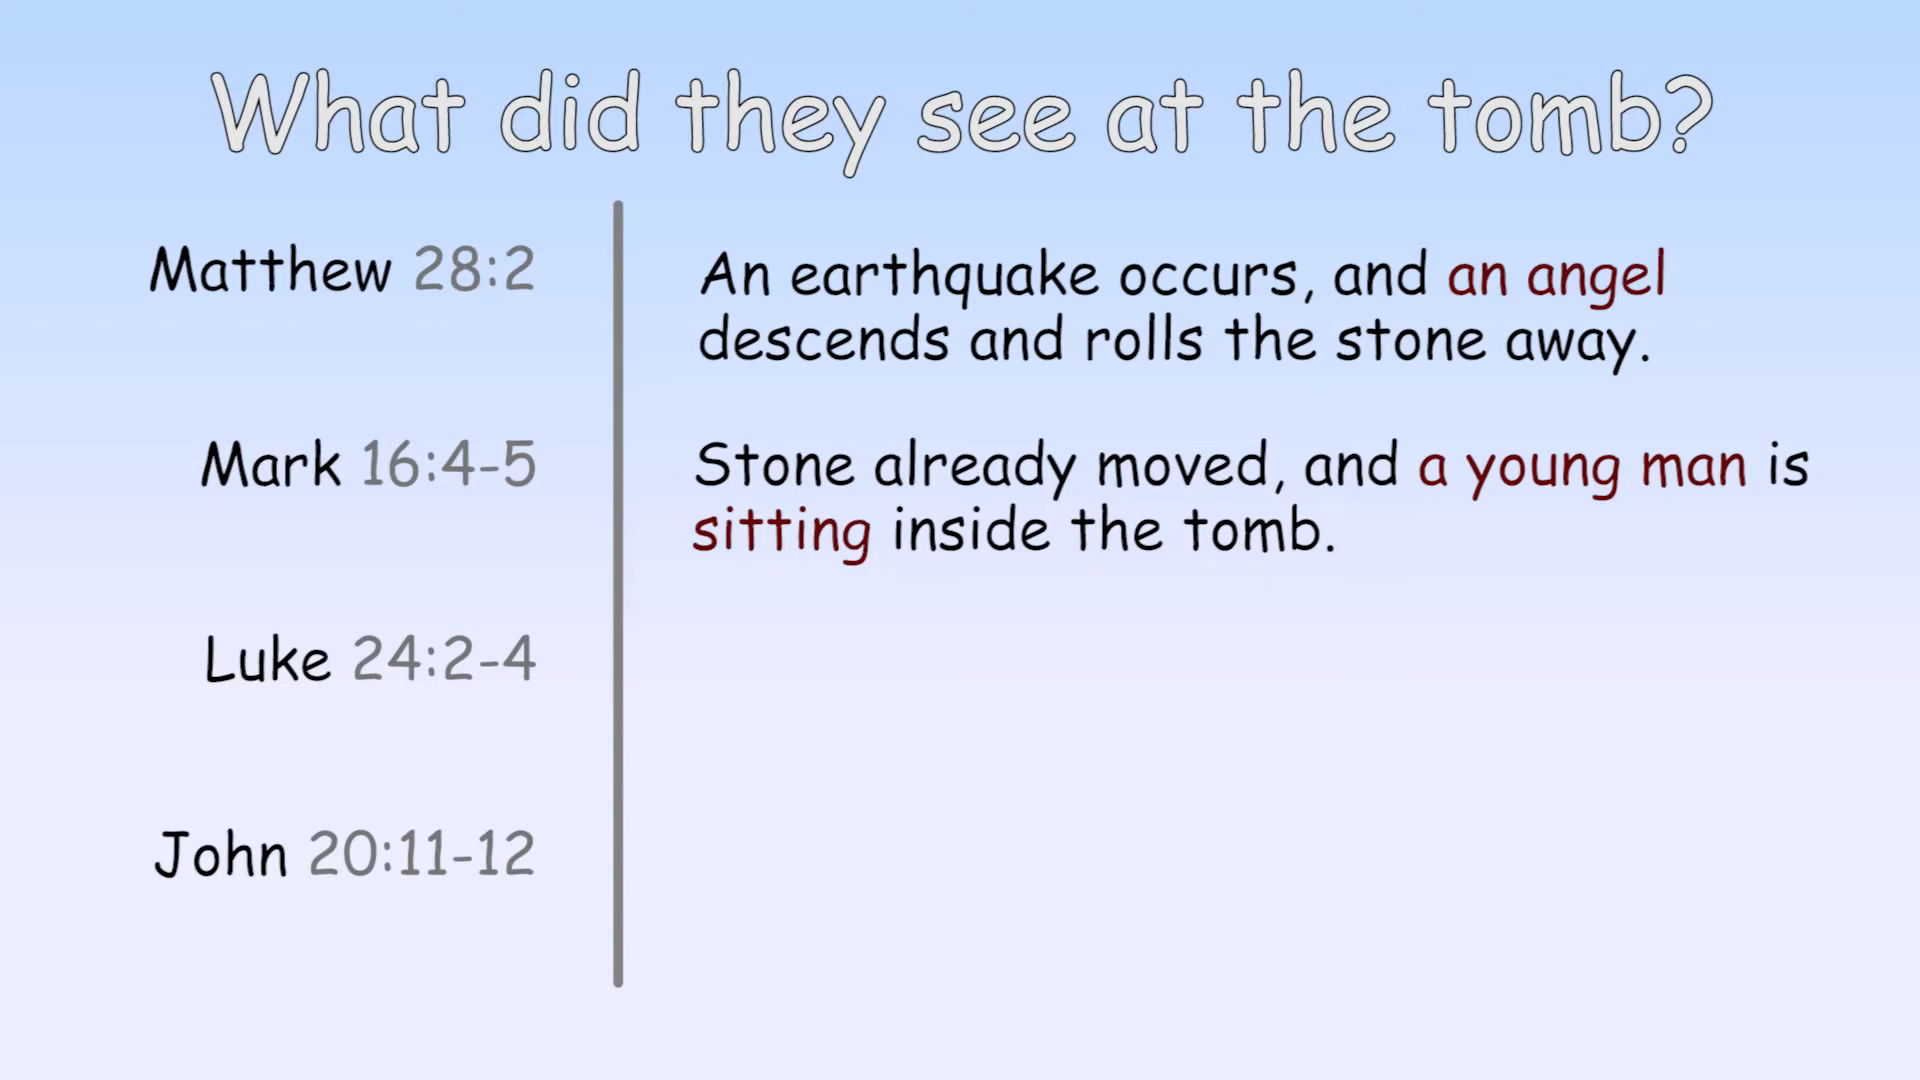 What did they see at the tomb?
Matthew 28:2
An earthquake occurs, and an angel
descends and rolls the stone away.
Mark 16:4-5
Stone already moved, and a young man is
sitting inside the tomb.
Luke 24:2-4
John 20:11-12